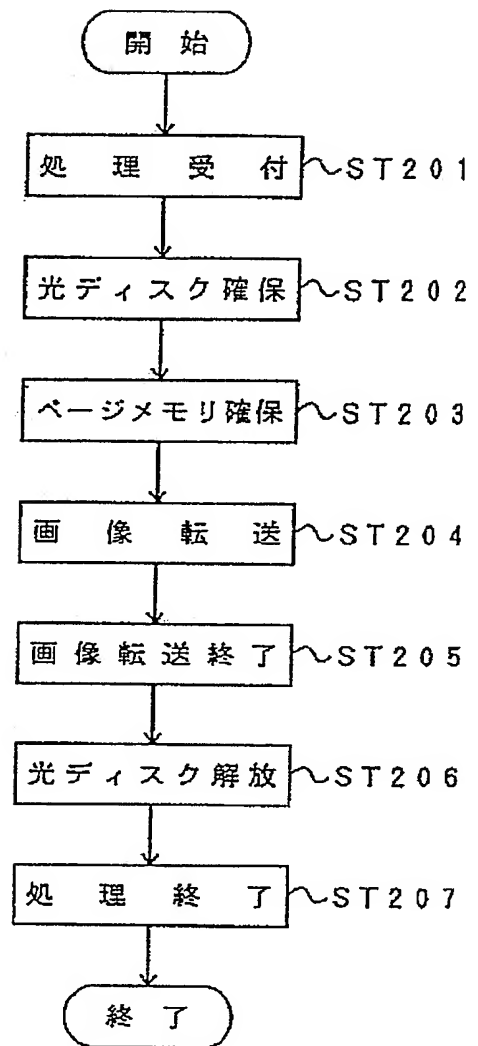 開始
処理受付 ST201
光ディスク確保 ST202
ページメモリ確保 ST203
画像転送 ST204
画像転送終了 ST205
光ディスク解放 ST206
処理終了 ST207
終了